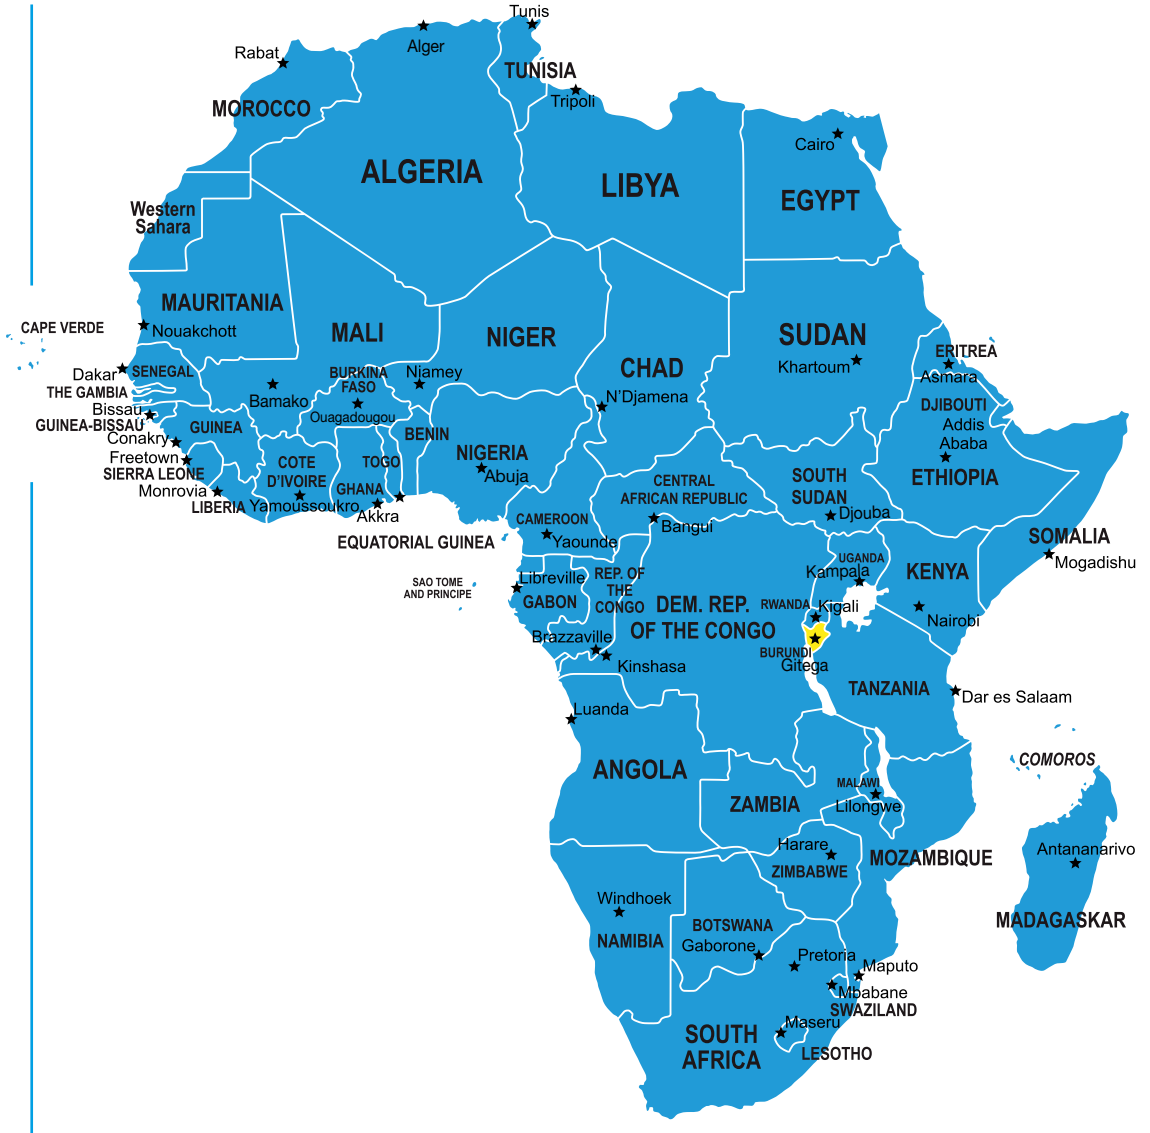 Tunis
Alger
Rabat
TUNISIA
Tripoli
MOROCCO
Cairo
ALGERIA
LIBYA
EGYPT
Western
Sahara
MAURITANIA
Nouakchott
CAPE VERDE
MALI
NIGER
CHAD
SUDAN
Khartoum
ERITREA
Asmara
Dakar
SENEGAL
THE GAMBIA
Bissau
GUINEA-BISSAU
GUINEA
Conakry
Freetown
SIERRA LEONE
Monrovia
LIBERIA
Bamako
BURKINA
FASO
Ouagadougou
Niamey
BENIN
TOGO
COTE
D'IVOIRE
Yamoussoukro
GHANA
Akkra
NIGERIA
Abuja
N'Djamena
DJIBOUTI
Addis
Ababa
ETHIOPIA
SOUTH
SUDAN
Djouba
CENTRAL
AFRICAN REPUBLIC
Bangui
CAMEROON
Yaounde
EQUATORIAL GUINEA
SAO TOME
AND PRINCIPE
Libreville
GABON
REP. OF
THE
CONGO
Brazzaville
Kinshasa
DEM. REP.
OF THE CONGO
UGANDA
Kampala
KENYA
Nairobi
SOMALIA
Mogadishu
RWANDA
Kigali
BURUNDI
Gitega
TANZANIA
Dar es Salaam
Luanda
ANGOLA
ZAMBIA
MALAWI
Lilongwe
COMOROS
Harare
ZIMBABWE
MOZAMBIQUE
Antananarivo
MADAGASKAR
Windhoek
NAMIBIA
BOTSWANA
Gaborone
Pretoria
Maputo
Mbabane
SWAZILAND
Maseru
LESOTHO
SOUTH
AFRICA